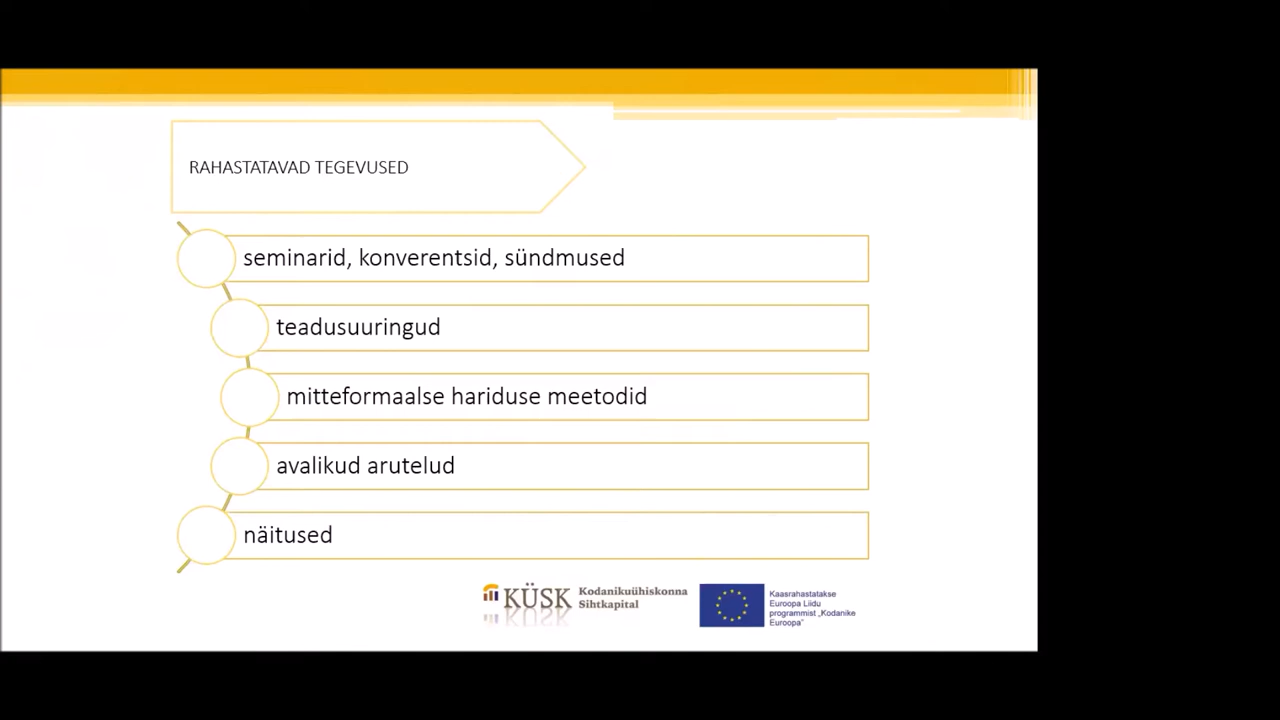 RAHASTATAVAD TEGEVUSED
seminarid, konverentsid, sündmused
teadusuuringud
mitteformaalse hariduse meetodid
avalikud arutelud
näitused
KÜSK
Kodanikuühiskonna
Sihtkapital
Kaasrahastatakse
Euroopa Liidu
programmist „Kodanike
Euroopa"